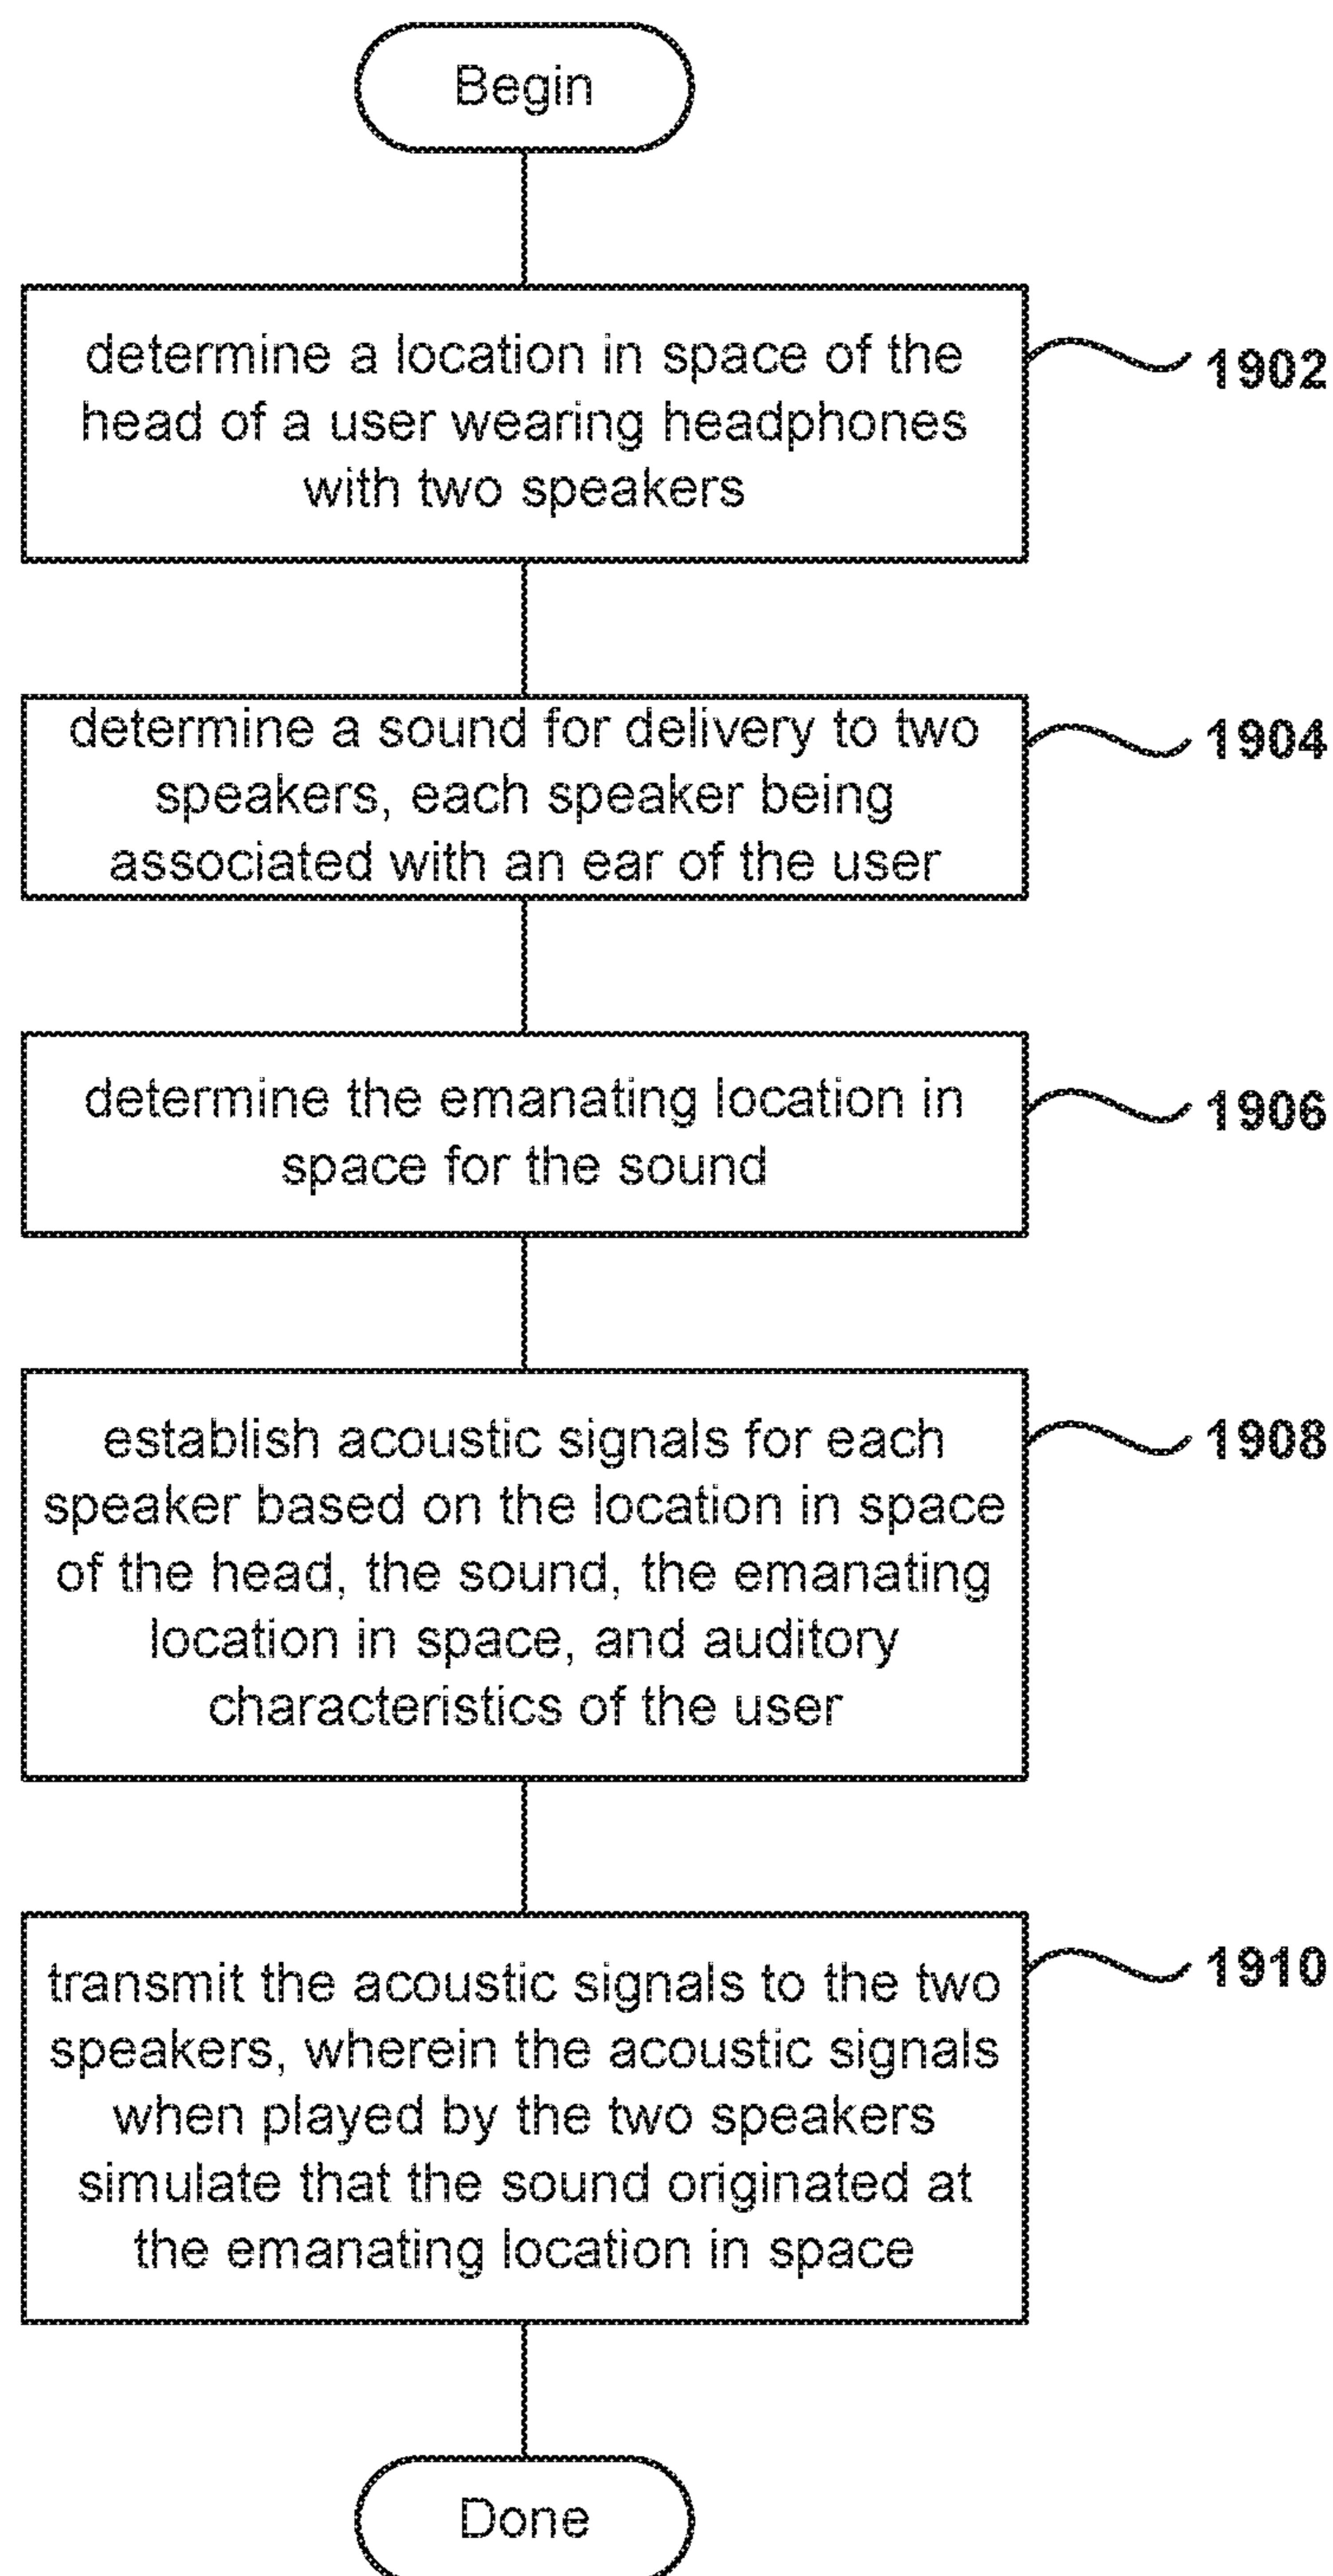 Begin
determine a location in space of the
head of a user wearing headphones
with two speakers
1902
determine a sound for delivery to two
speakers, each speaker being
associated with an ear of the user
1904
determine the emanating location in
space for the sound
1906
establish acoustic signals for each
speaker based on the location in space
of the head, the sound, the emanating
location in space, and auditory
characteristics of the user
1908
transmit the acoustic signals to the two
speakers, wherein the acoustic signals
when played by the two speakers
simulate that the sound originated at
the emanating location in space
1910
Done